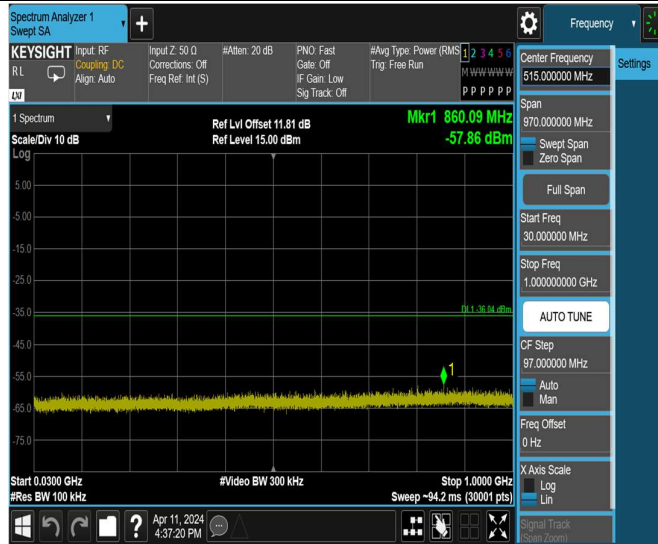 Spectrum Analyzer 1
Swept SA
+
Frequency
KEYSIGHT
RL
LXI
Input: RF
Coupling: DC
Align: Auto
Input Z: 50 Ω
Corrections: Off
Freq Ref: Int (S)
#Atten: 20 dB
PNO: Fast
Gate: Off
IF Gain: Low
Sig Track: Off
#Avg Type: Power (RMS
Trig: Free Run
1 2 3 4 5 6
M W W W W W
P P P P P P
Center Frequency
515.000000 MHz
Settings
Span
970.000000 MHz
Swept Span
Zero Span
Full Span
Start Freq
30.000000 MHz
Stop Freq
1.000000000 GHz
AUTO TUNE
CF Step
97.000000 MHz
Auto
Man
Freq Offset
0 Hz
X Axis Scale
Log
Lin
Signal Track
(Span Zoom)
1 Spectrum
Scale/Div 10 dB
Log
Ref Lvl Offset 11.81 dB
Ref Level 15.00 dBm
Mkr1 860.09 MHz
-57.86 dBm
5.00
-5.00
-15.0
-25.0
-35.0
DL1 -36.04 dBm
-45.0
1
-55.0
-65.0
-75.0
Start 0.0300 GHz
#Res BW 100 kHz
#Video BW 300 kHz
Stop 1.0000 GHz
Sweep ~94.2 ms (30001 pts)
?
Apr 11, 2024
4:37:20 PM